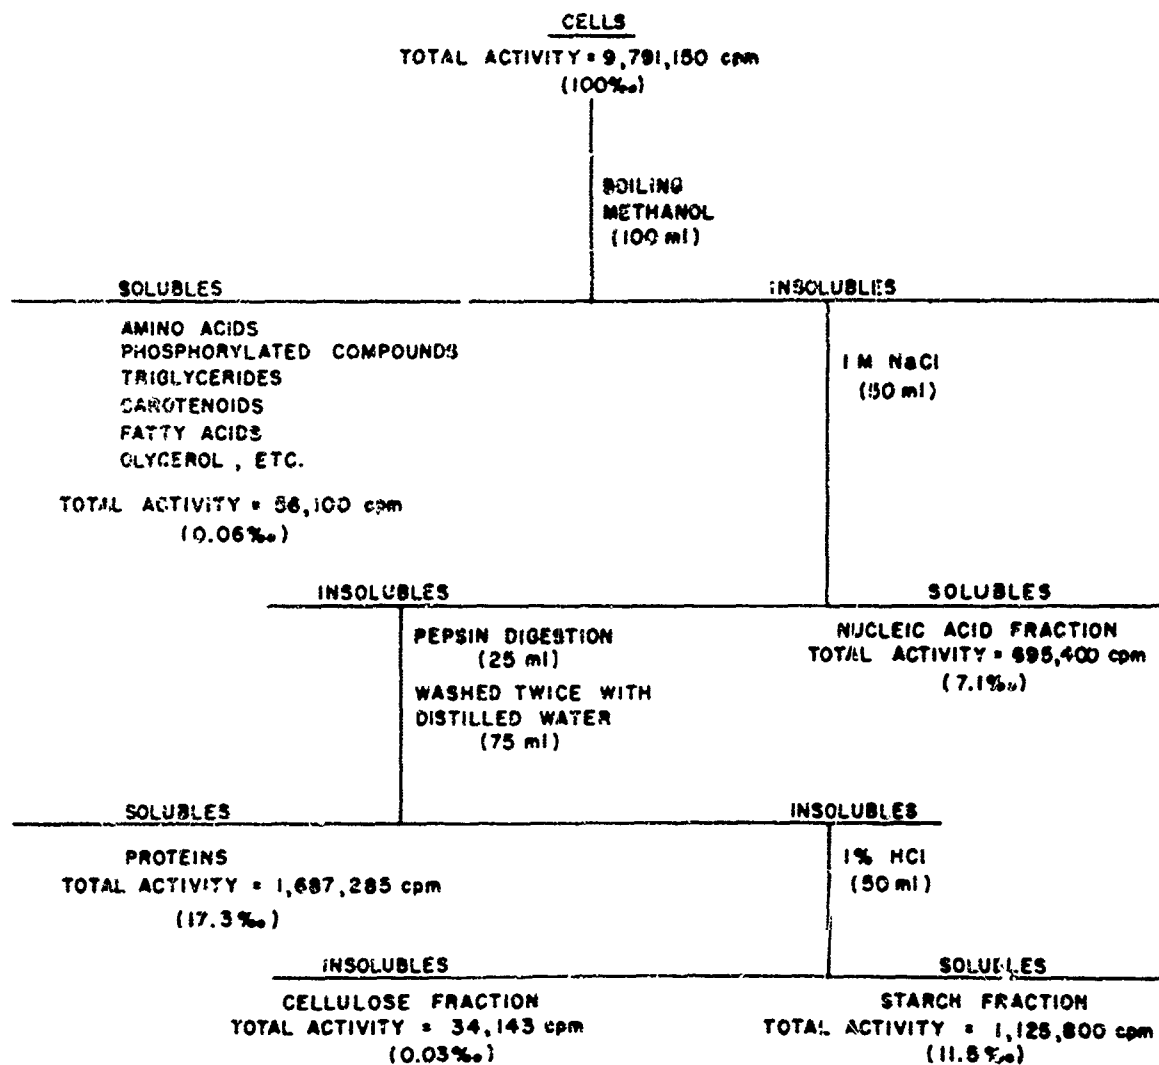 CELLS
TOTAL ACTIVITY = 9,791,150 cpm
(100‰)
BOILING
METHANOL
(100 ml)
SOLUBLES
INSOLUBLES
AMINO ACIDS
PHOSPHORYLATED COMPOUNDS
TRIGLYCERIDES
CAROTENOIDS
FATTY ACIDS
GLYCEROL, ETC.
TOTAL ACTIVITY = 56,100 cpm
(0.06‰)
1 M NaCl
(50 ml)
INSOLUBLES
SOLUBLES
PEPSIN DIGESTION
(25 ml)
WASHED TWICE WITH
DISTILLED WATER
(75 ml)
NUCLEIC ACID FRACTION
TOTAL ACTIVITY = 695,400 cpm
(7.1‰)
SOLUBLES
INSOLUBLES
PROTEINS
TOTAL ACTIVITY = 1,687,285 cpm
(17.3‰)
1% HCl
(50 ml)
INSOLUBLES
SOLUBLES
CELLULOSE FRACTION
TOTAL ACTIVITY = 34,143 cpm
(0.03‰)
STARCH FRACTION
TOTAL ACTIVITY = 1,125,800 cpm
(11.5‰)